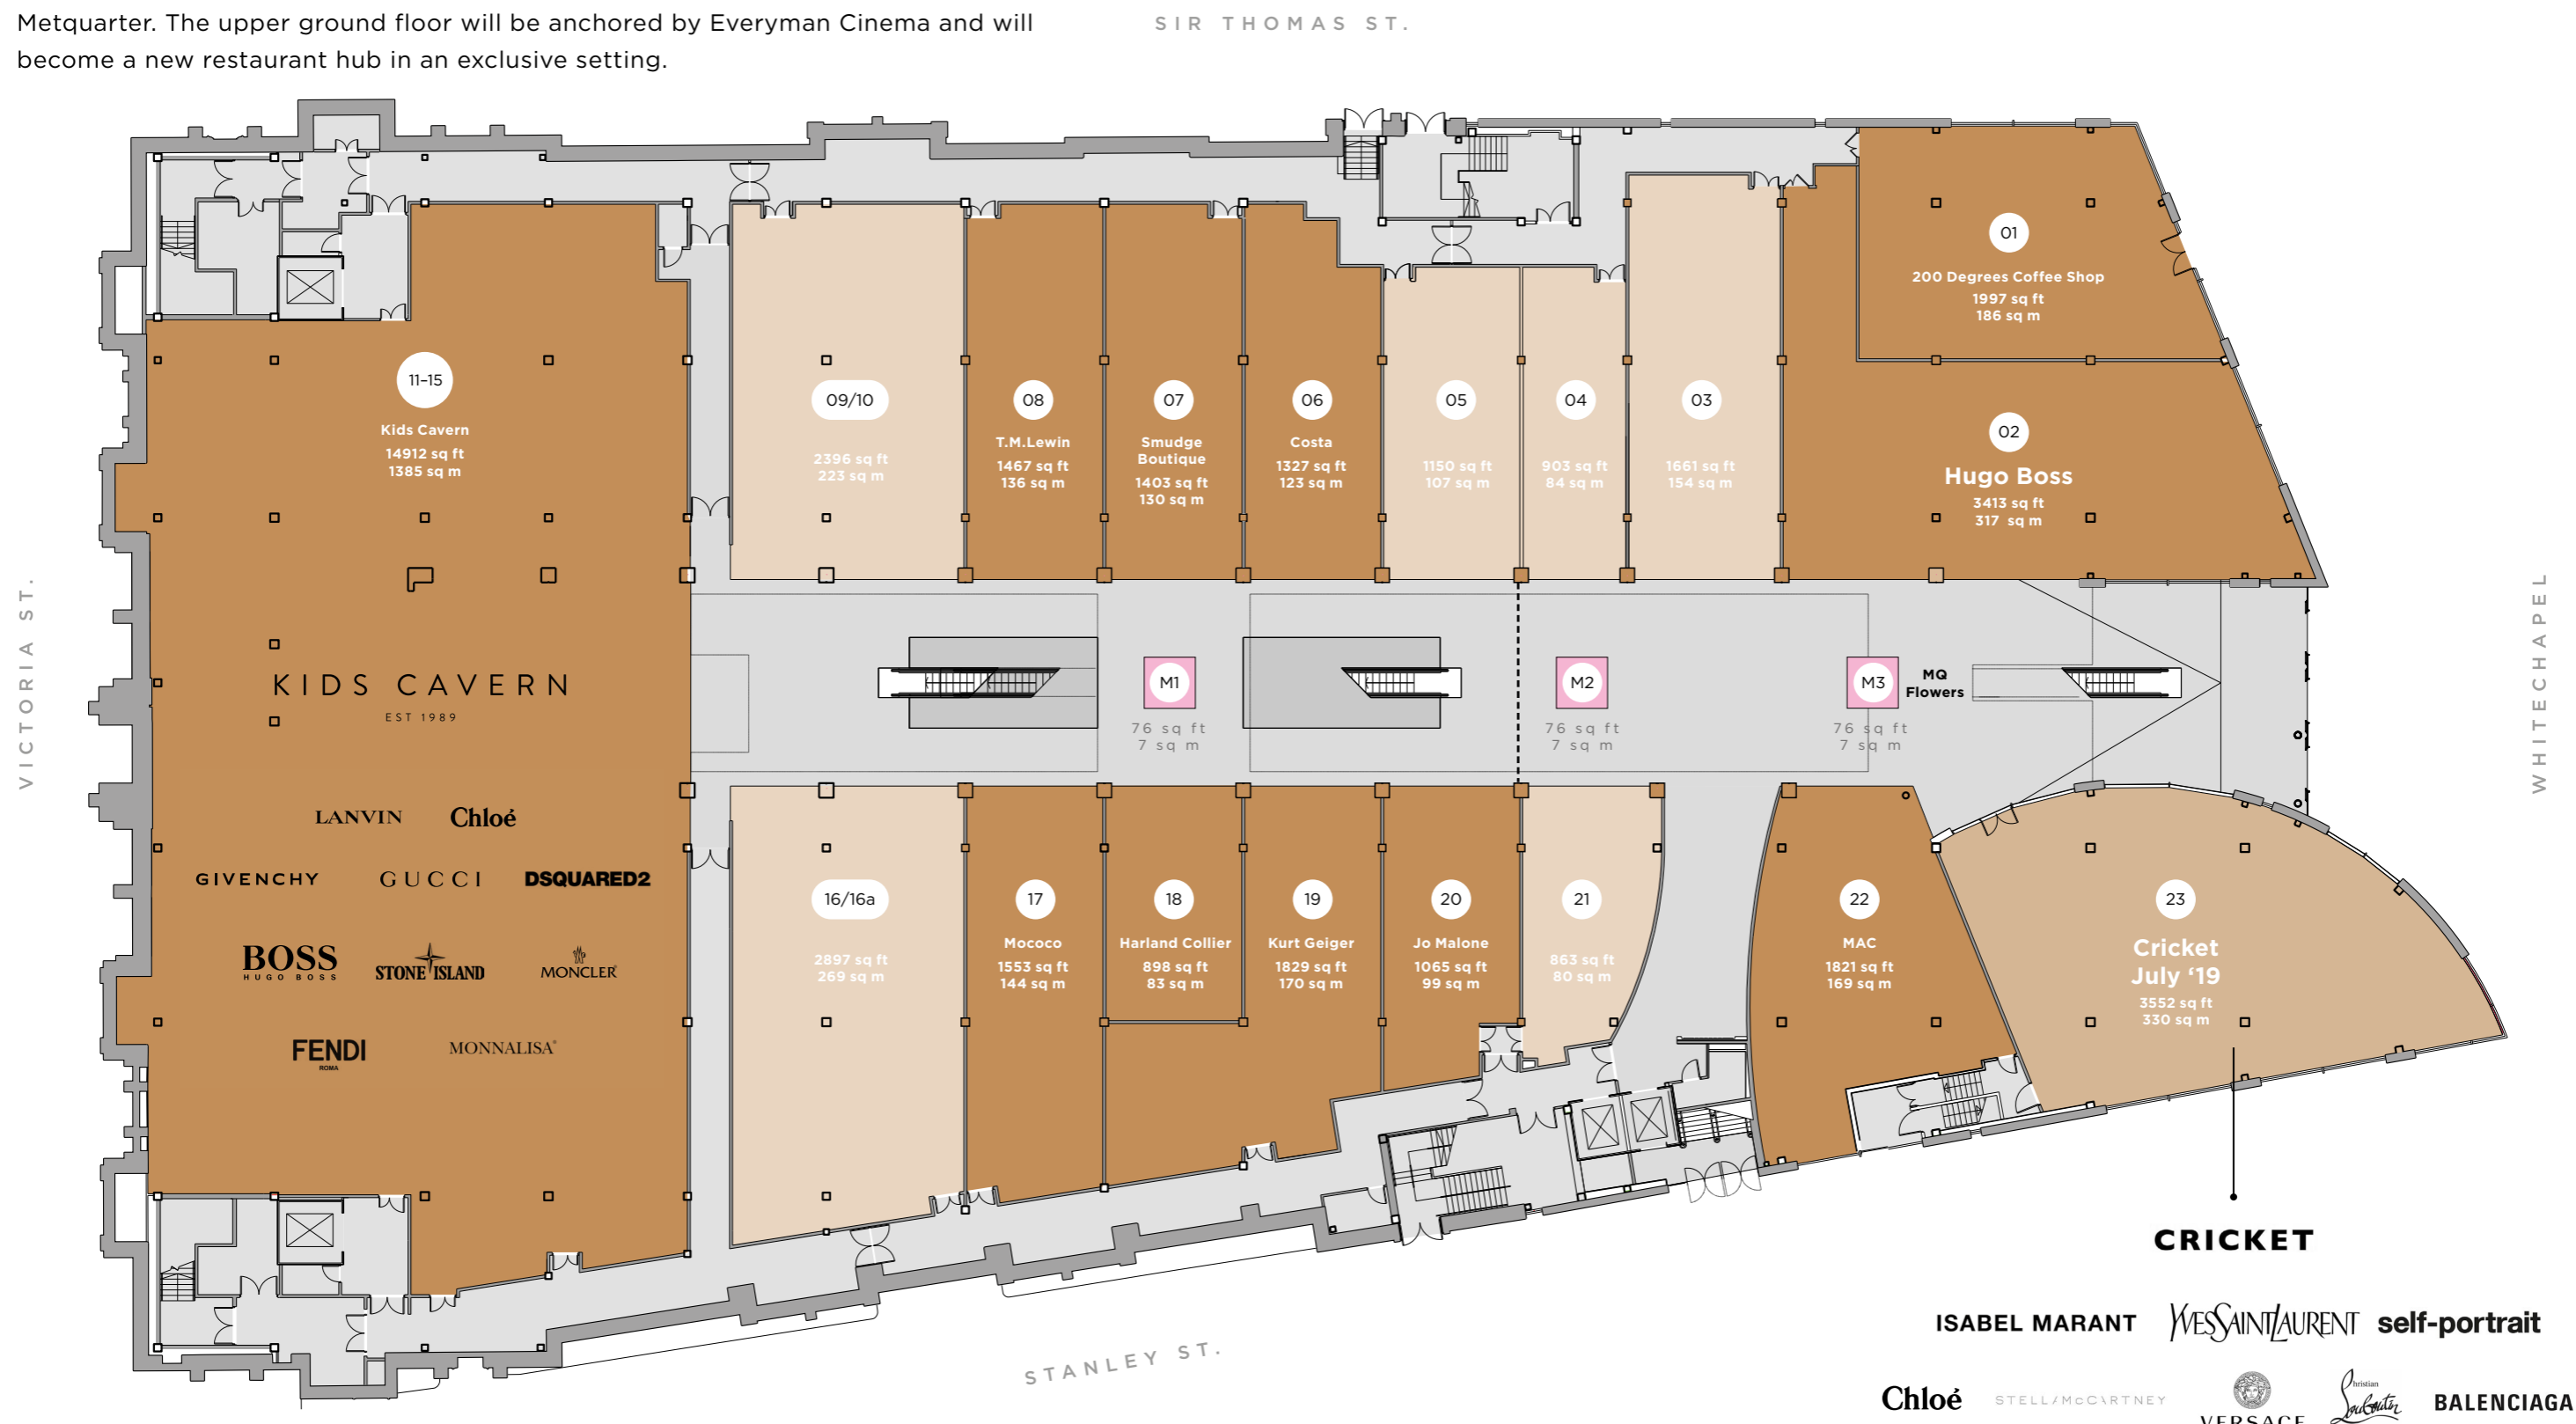 Metquarter. The upper ground floor will be anchored by Everyman Cinema and will
become a new restaurant hub in an exclusive setting.
SIR THOMAS ST.
VICTORIA ST.
WHITECHAPEL
STANLEY ST.
01
200 Degrees Coffee Shop
1997 sq ft
186 sq m
02
Hugo Boss
3413 sq ft
317 sq m
03
1661 sq ft
154 sq m
04
903 sq ft
84 sq m
05
1150 sq ft
107 sq m
06
Costa
1327 sq ft
123 sq m
07
Smudge
Boutique
1403 sq ft
130 sq m
08
T.M.Lewin
1467 sq ft
136 sq m
09/10
2396 sq ft
223 sq m
11–15
Kids Cavern
14912 sq ft
1385 sq m
KIDS CAVERN
EST 1989
LANVIN
Chloé
GIVENCHY
GUCCI
DSQUARED2
BOSS
HUGO BOSS
STONE ISLAND
MONCLER
FENDI
ROMA
MONNALISA®
M1
76 sq ft
7 sq m
M2
76 sq ft
7 sq m
M3
MQ
Flowers
76 sq ft
7 sq m
16/16a
2897 sq ft
269 sq m
17
Mococo
1553 sq ft
144 sq m
18
Harland Collier
898 sq ft
83 sq m
19
Kurt Geiger
1829 sq ft
170 sq m
20
Jo Malone
1065 sq ft
99 sq m
21
863 sq ft
80 sq m
22
MAC
1821 sq ft
169 sq m
23
Cricket
July ‘19
3552 sq ft
330 sq m
CRICKET
ISABEL MARANT
YVESSAINTLAURENT
self-portrait
Chloé
STELLA McCARTNEY
VERSACE
Christian
Louboutin
BALENCIAGA